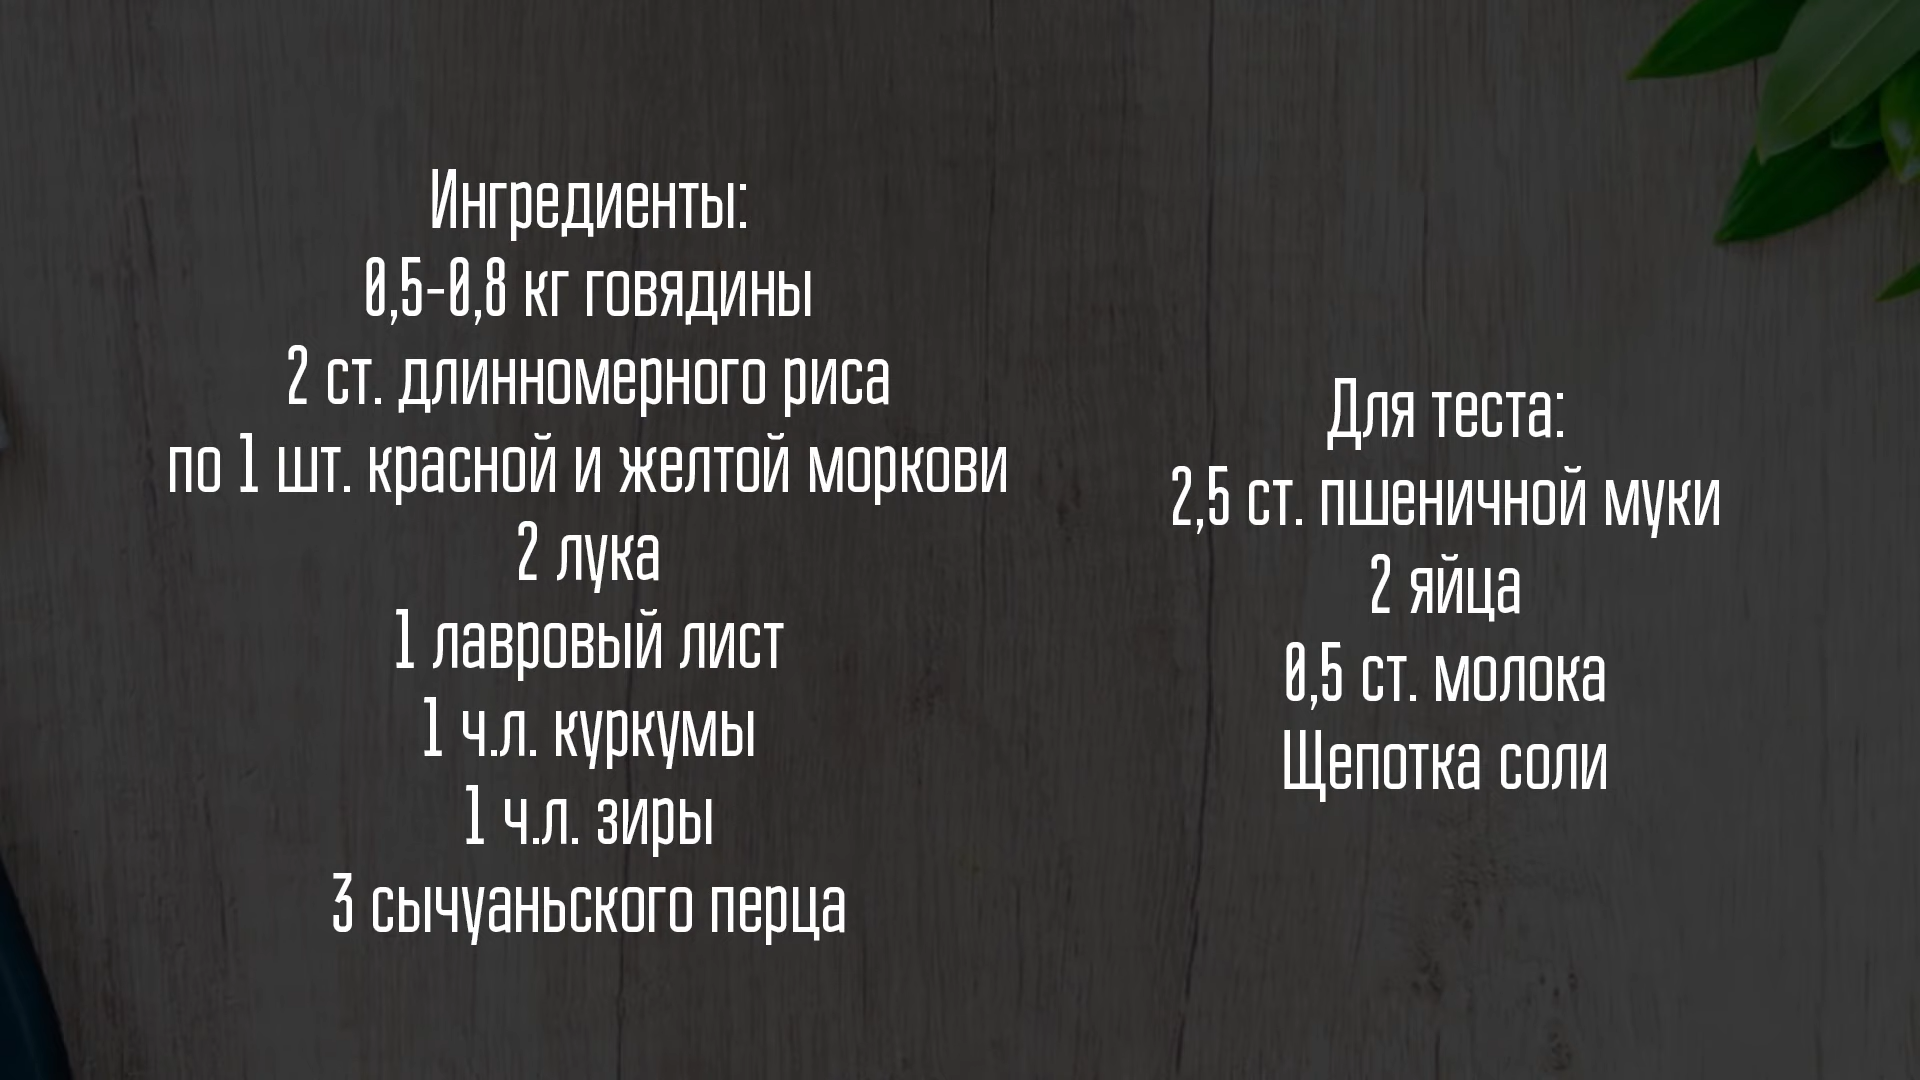 Ингредиенты:
0,5-0,8 кг говядины
2 ст. длинномерного риса
по 1 шт. красной и желтой моркови
2 лука
1 лавровый лист
1 ч.л. куркумы
1 ч.л. зиры
3 сычуаньского перца
Для теста:
2,5 ст. пшеничной муки
2 яйца
0,5 ст. молока
Щепотка соли